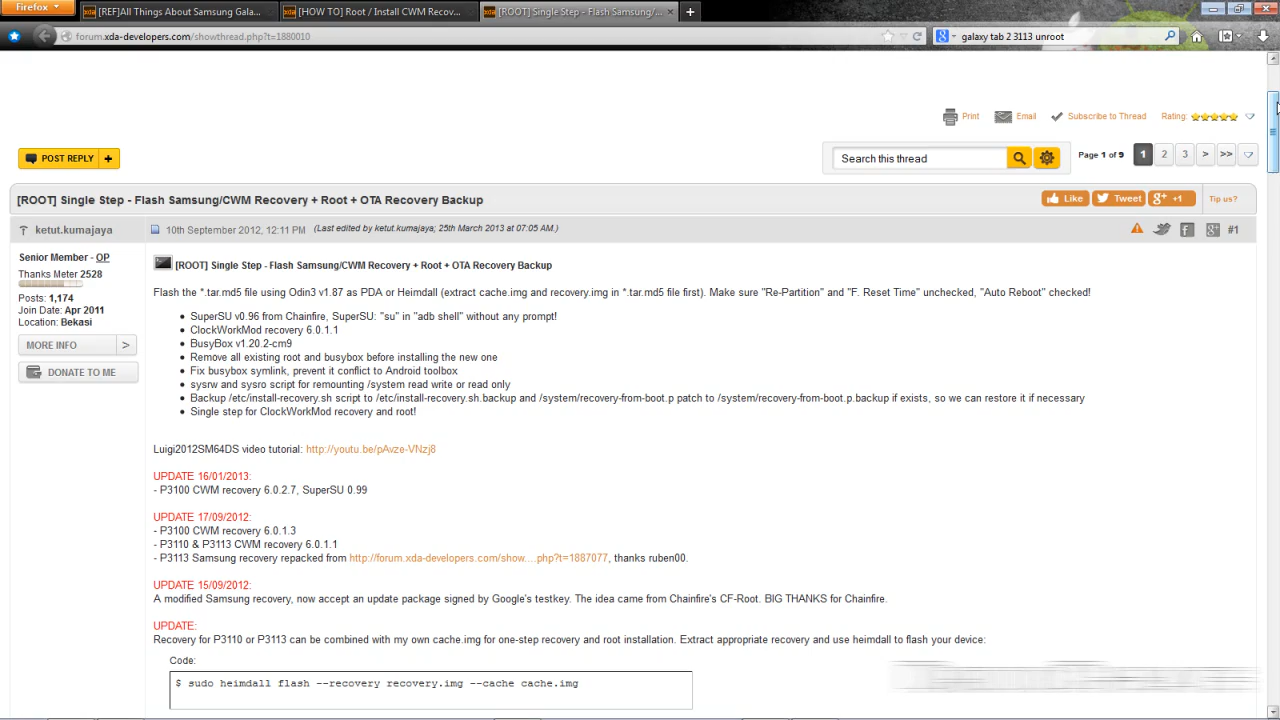 Firefox
[REF]All Things About Samsung Gala...
[HOW TO] Root / Install CWM Recov...
[ROOT] Single Step - Flash Samsung/... ×
forum.xda-developers.com/showthread.php?t=1880010
galaxy tab 2 3113 unroot
Print
Email
Subscribe to Thread
Rating:
POST REPLY +
Search this thread
Page 1 of 9
1 2 3 > >>
[ROOT] Single Step - Flash Samsung/CWM Recovery + Root + OTA Recovery Backup
Like
Tweet
+1
Tip us?
ketut.kumajaya
10th September 2012, 12:11 PM (Last edited by ketut.kumajaya; 25th March 2013 at 07:05 AM.)
#1
Senior Member - OP
Thanks Meter 2528
Posts: 1,174
Join Date: Apr 2011
Location: Bekasi
MORE INFO >
DONATE TO ME
[ROOT] Single Step - Flash Samsung/CWM Recovery + Root + OTA Recovery Backup
Flash the *.tar.md5 file using Odin3 v1.87 as PDA or Heimdall (extract cache.img and recovery.img in *.tar.md5 file first). Make sure "Re-Partition" and "F. Reset Time" unchecked, "Auto Reboot" checked!
• SuperSU v0.96 from Chainfire, SuperSU: "su" in "adb shell" without any prompt!
• ClockWorkMod recovery 6.0.1.1
• BusyBox v1.20.2-cm9
• Remove all existing root and busybox before installing the new one
• Fix busybox symlink, prevent it conflict to Android toolbox
• sysrw and sysro script for remounting /system read write or read only
• Backup /etc/install-recovery.sh script to /etc/install-recovery.sh.backup and /system/recovery-from-boot.p patch to /system/recovery-from-boot.p.backup if exists, so we can restore it if necessary
• Single step for ClockWorkMod recovery and root!
Luigi2012SM64DS video tutorial: http://youtu.be/pAvze-VNzj8
UPDATE 16/01/2013:
- P3100 CWM recovery 6.0.2.7, SuperSU 0.99
UPDATE 17/09/2012:
- P3100 CWM recovery 6.0.1.3
- P3110 & P3113 CWM recovery 6.0.1.1
- P3113 Samsung recovery repacked from http://forum.xda-developers.com/show....php?t=1887077, thanks ruben00.
UPDATE 15/09/2012:
A modified Samsung recovery, now accept an update package signed by Google's testkey. The idea came from Chainfire's CF-Root. BIG THANKS for Chainfire.
UPDATE:
Recovery for P3110 or P3113 can be combined with my own cache.img for one-step recovery and root installation. Extract appropriate recovery and use heimdall to flash your device:
Code:
$ sudo heimdall flash --recovery recovery.img --cache cache.img